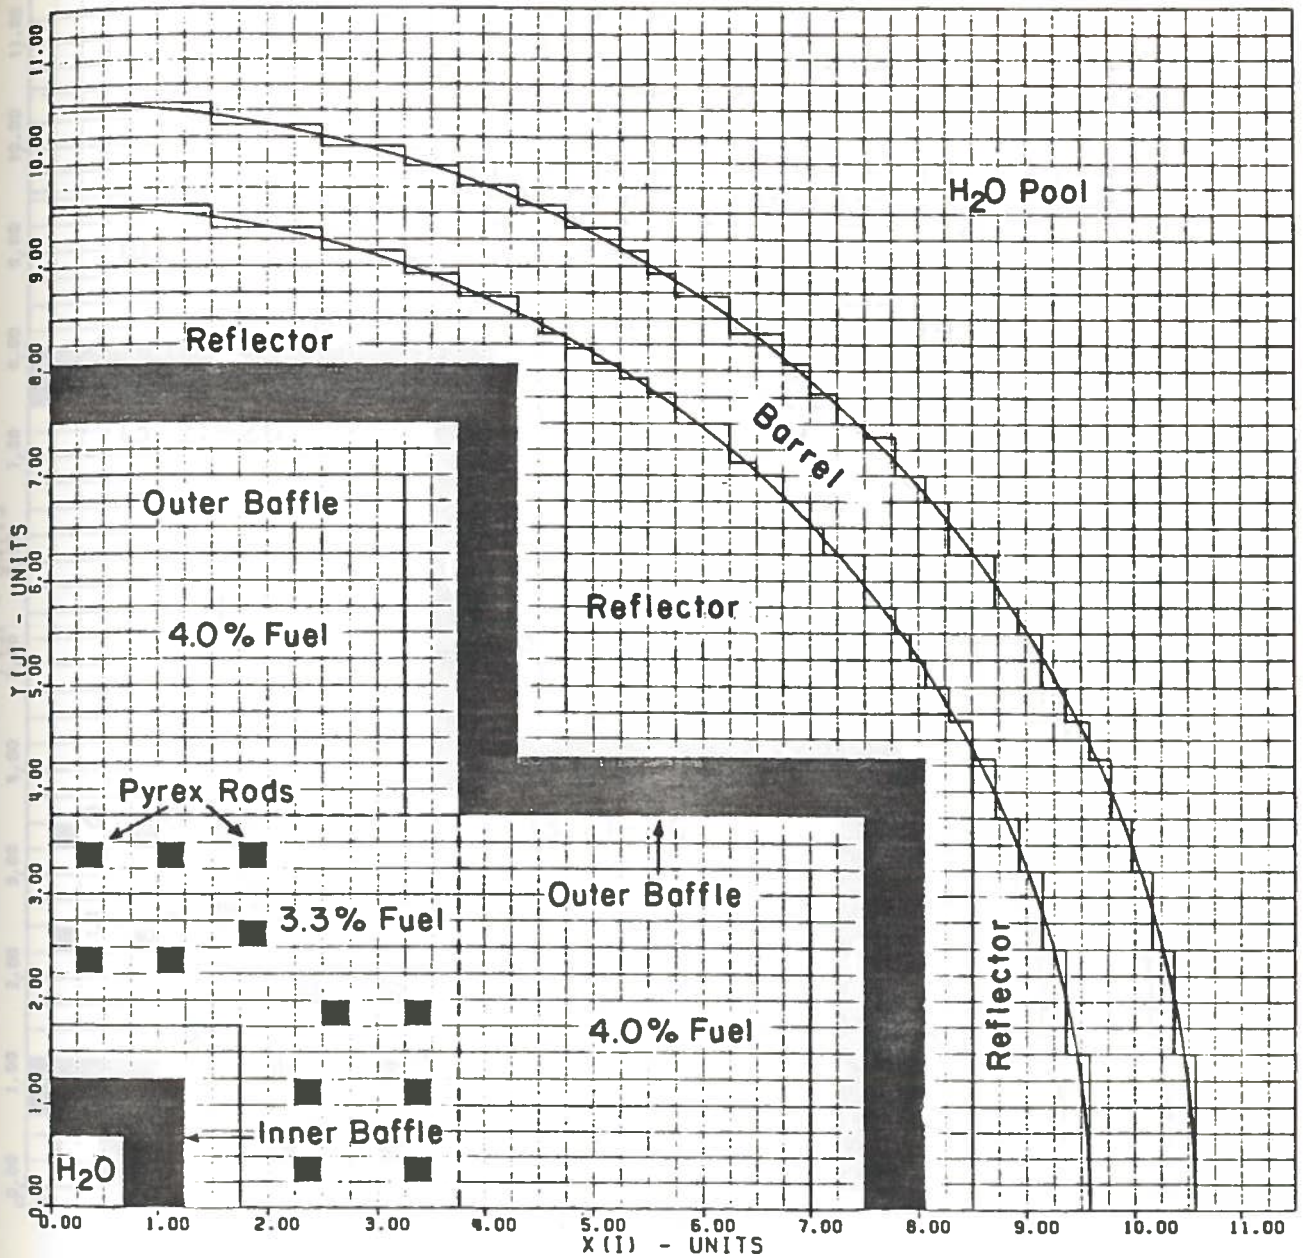 11.00
10.00
9.00
8.00
7.00
6.00
5.00
4.00
3.00
2.00
1.00
0.00
Y(J) - UNITS
H₂O Pool
Reflector
Barrel
Outer Baffle
Reflector
4.0% Fuel
Pyrex Rods
Outer Baffle
3.3% Fuel
Reflector
4.0% Fuel
Inner Baffle
H₂O
0.00 1.00 2.00 3.00 4.00 5.00 6.00 7.00 8.00 9.00 10.00 11.00
X(I) - UNITS